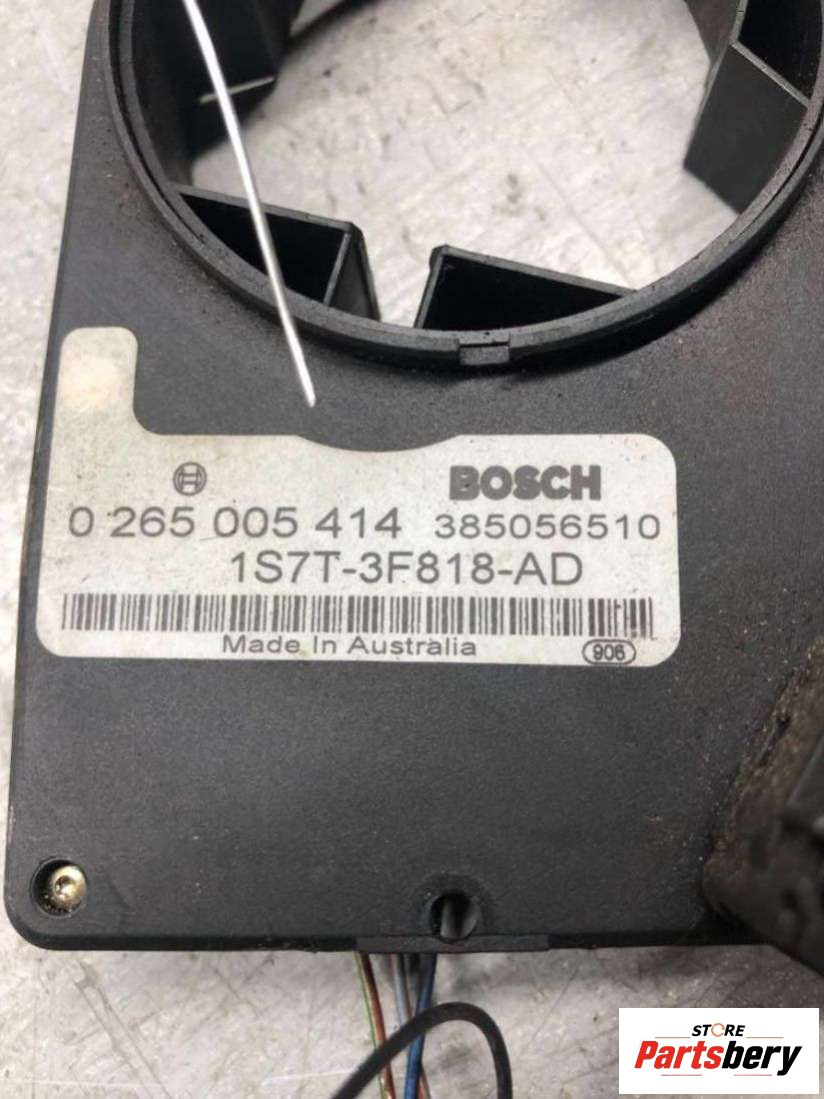 BOSCH
0 265 005 414 385056510
1S7T-3F818-AD
Made In Australia
906
STORE
Partsbery